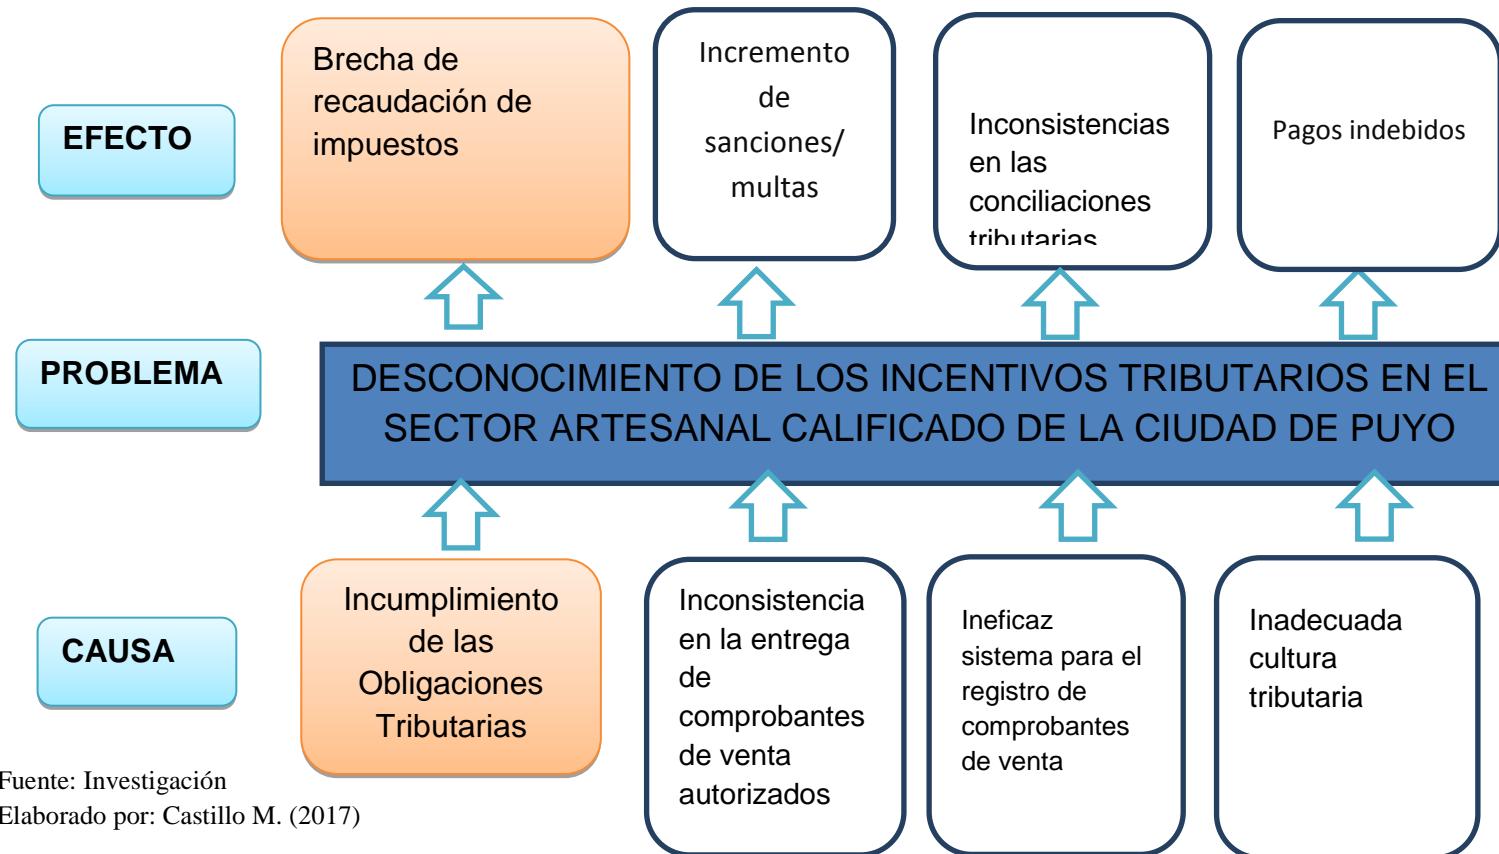 EFECTO
Brecha de
recaudación de
impuestos
Incremento
de
sanciones/
multas
Inconsistencias
en las
conciliaciones
tributarias
Pagos indebidos
PROBLEMA
DESCONOCIMIENTO DE LOS INCENTIVOS TRIBUTARIOS EN EL
SECTOR ARTESANAL CALIFICADO DE LA CIUDAD DE PUYO
CAUSA
Incumplimiento
de las
Obligaciones
Tributarias
Inconsistencia
en la entrega
de
comprobantes
de venta
autorizados
Ineficaz
sistema para el
registro de
comprobantes
de venta
Inadecuada
cultura
tributaria
Fuente: Investigación
Elaborado por: Castillo M. (2017)